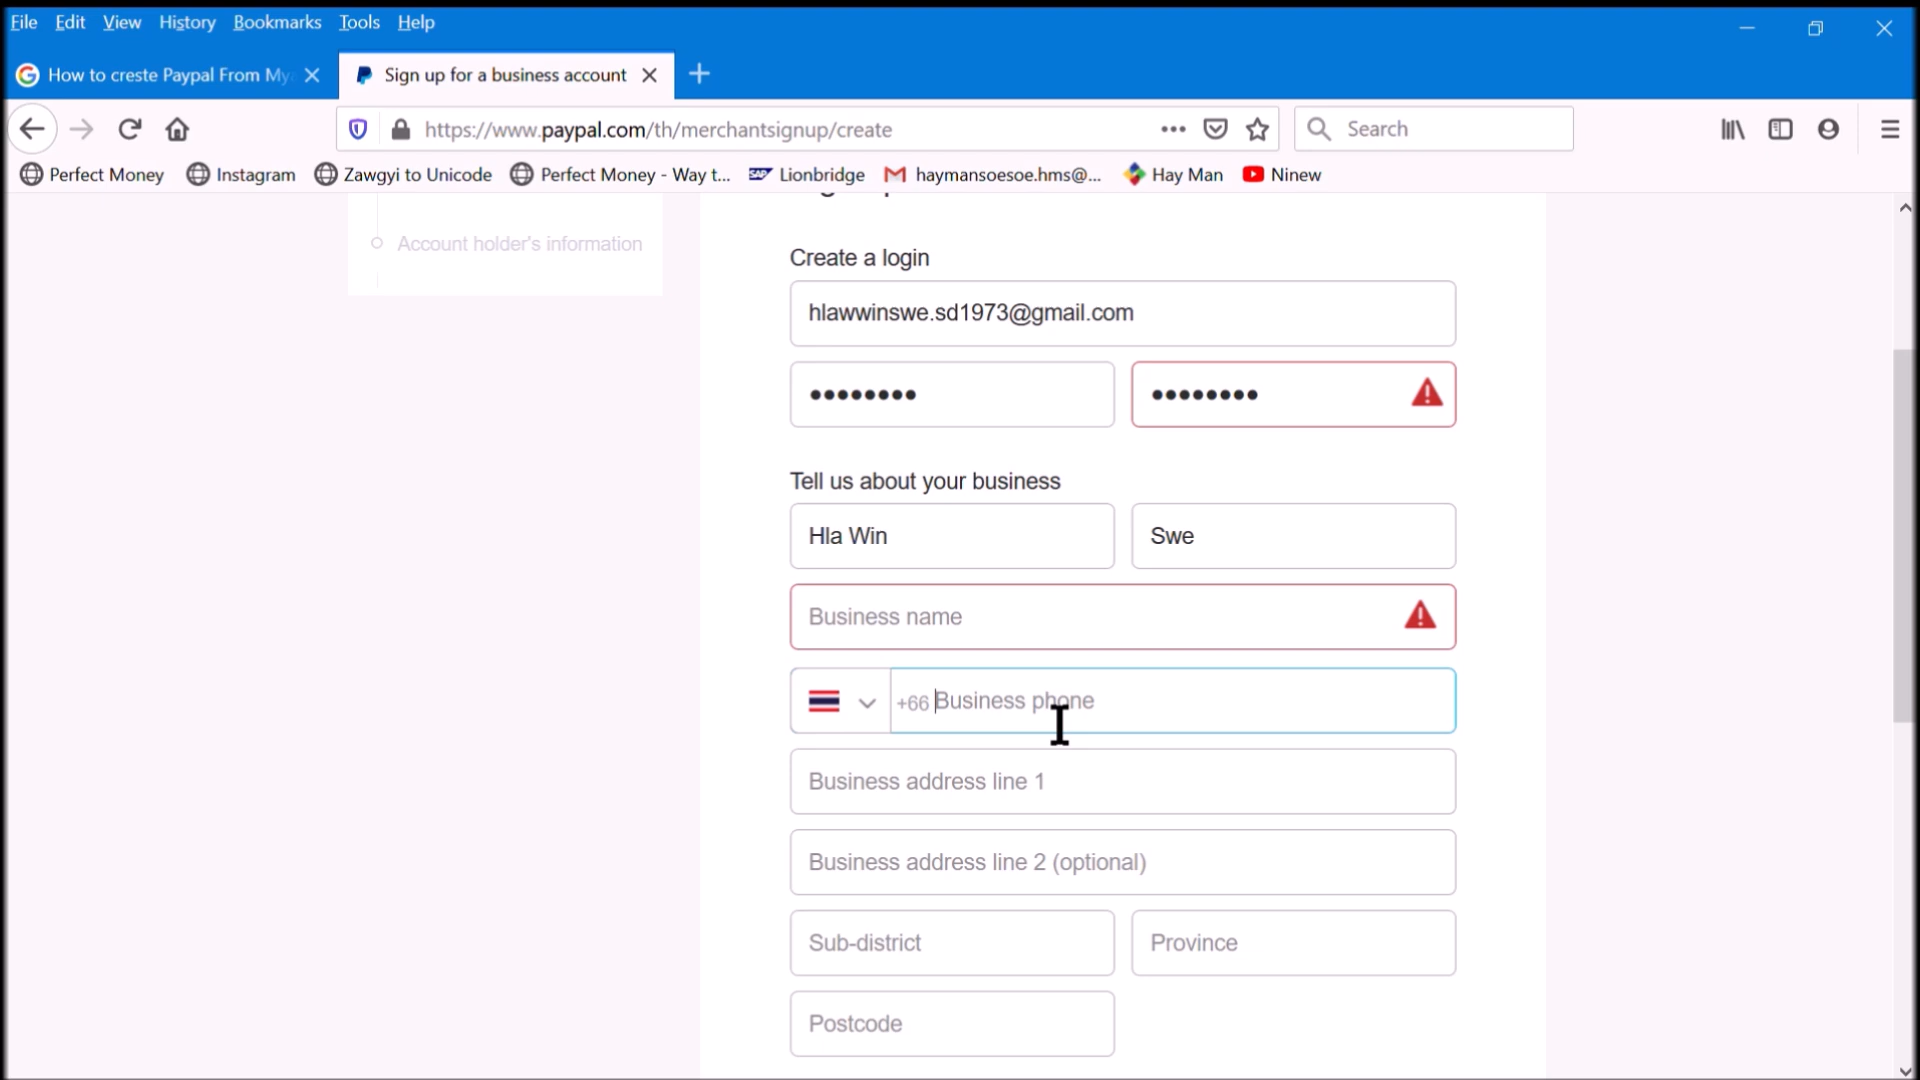 File Edit View History Bookmarks Tools Help
How to creste Paypal From My
Sign up for a business account
https://www.paypal.com/th/merchantsignup/create
Search
Perfect Money Instagram Zawgyi to Unicode Perfect Money - Way t... Lionbridge haymansoesoe.hms@... Hay Man Ninew
Account holder's information
Create a login
hlawwinswe.sd1973@gmail.com
Tell us about your business
Hla Win Swe
Business name
+66 Business phone
Business address line 1
Business address line 2 (optional)
Sub-district Province
Postcode